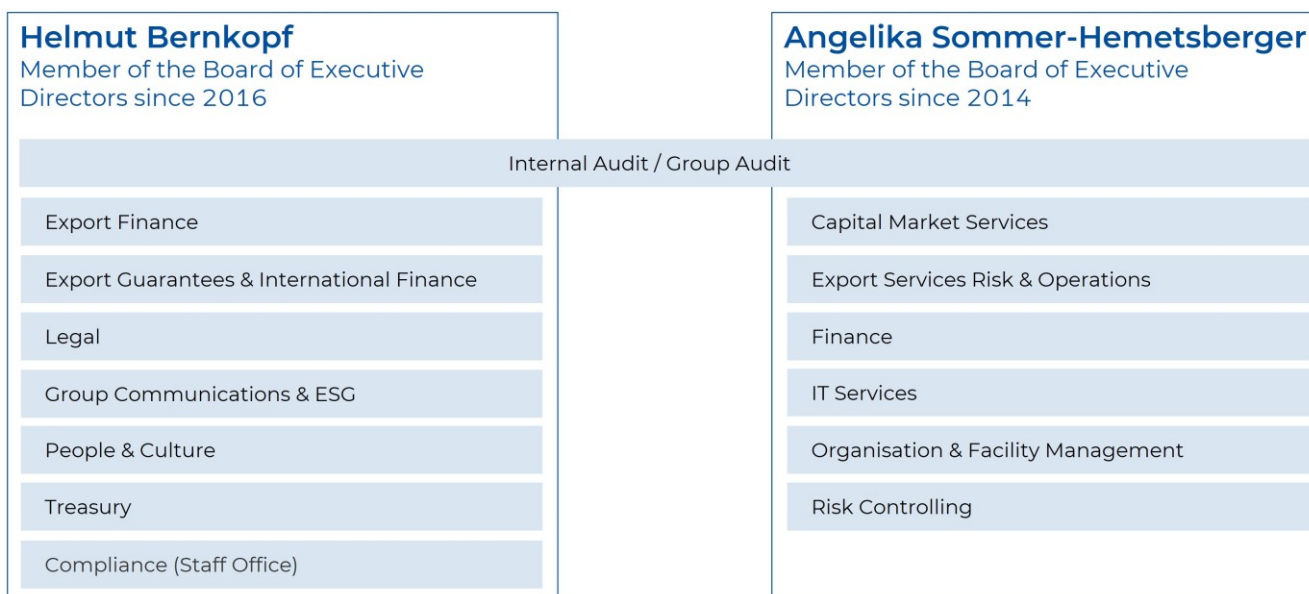 Helmut Bernkopf
Member of the Board of Executive
Directors since 2016
Angelika Sommer-Hemetsberger
Member of the Board of Executive
Directors since 2014
Internal Audit / Group Audit
Export Finance
Export Guarantees & International Finance
Legal
Group Communications & ESG
People & Culture
Treasury
Compliance (Staff Office)
Capital Market Services
Export Services Risk & Operations
Finance
IT Services
Organisation & Facility Management
Risk Controlling